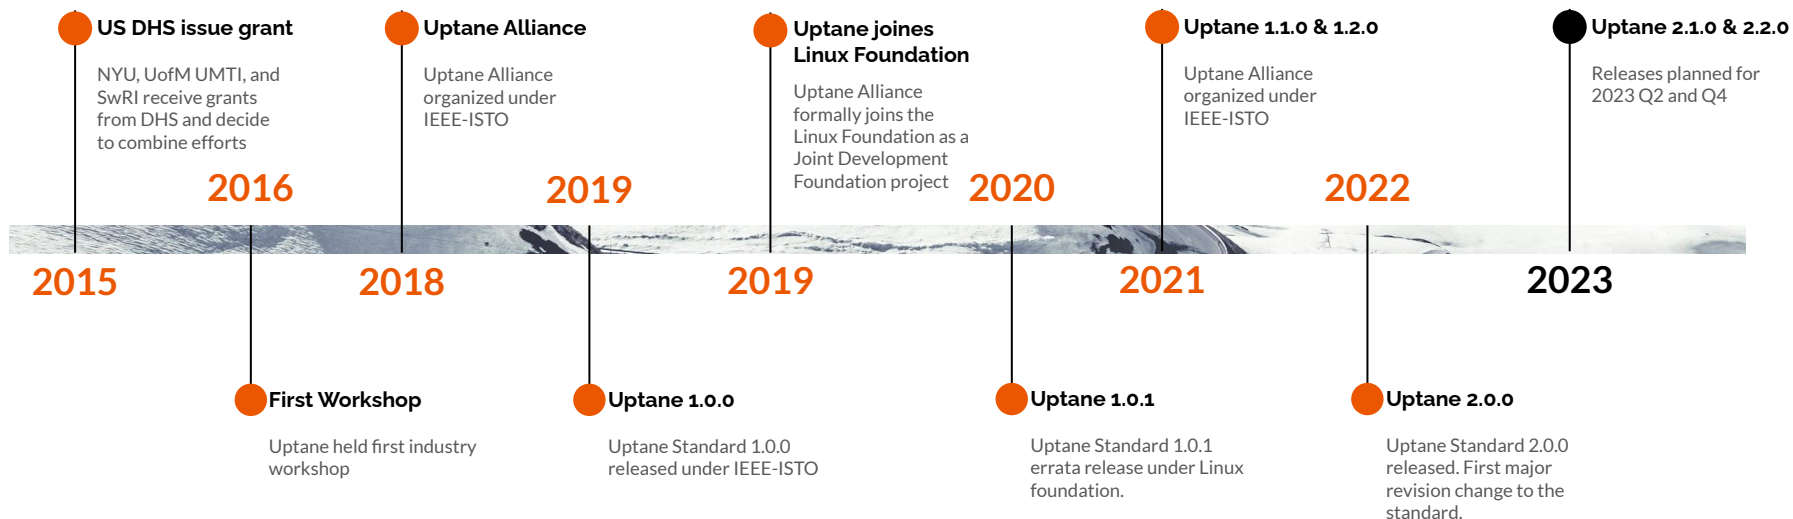 US DHS issue grant
NYU, UofM UMTI, and
SwRI receive grants
from DHS and decide
to combine efforts
2015
2016
First Workshop
Uptane held first industry
workshop
Uptane Alliance
Uptane Alliance
organized under
IEEE-ISTO
2018
2019
Uptane 1.0.0
Uptane Standard 1.0.0
released under IEEE-ISTO
Uptane joines
Linux Foundation
Uptane Alliance
formally joins the
Linux Foundation as a
Joint Development
Foundation project
2019
2020
Uptane 1.0.1
Uptane Standard 1.0.1
errata release under Linux
foundation.
Uptane 1.1.0 & 1.2.0
Uptane Alliance
organized under
IEEE-ISTO
2021
2022
Uptane 2.0.0
Uptane Standard 2.0.0
released. First major
revision change to the
standard.
Uptane 2.1.0 & 2.2.0
Releases planned for
2023 Q2 and Q4
2023